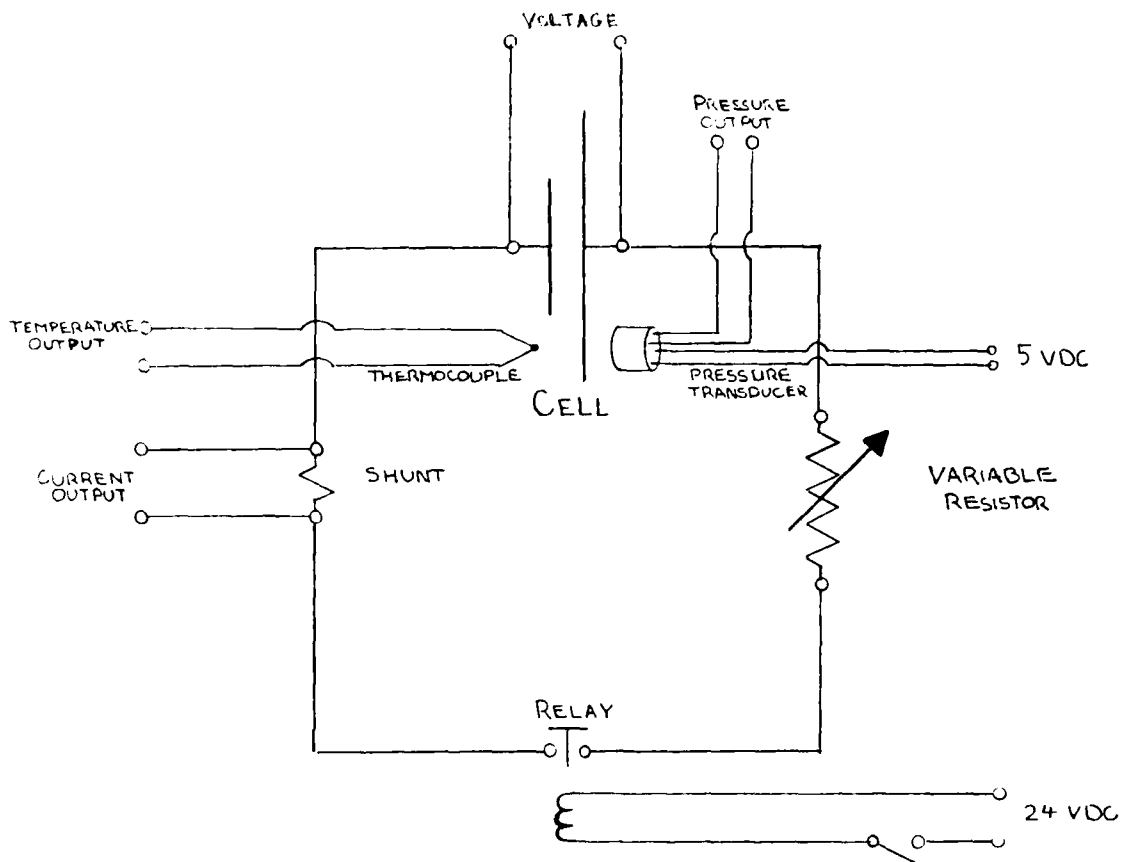 VOLTAGE
PRESSURE
OUTPUT
TEMPERATURE
OUTPUT
THERMOCOUPLE
PRESSURE
TRANSDUCER
5 VDC
CELL
CURRENT
OUTPUT
SHUNT
VARIABLE
RESISTOR
RELAY
24 VDC